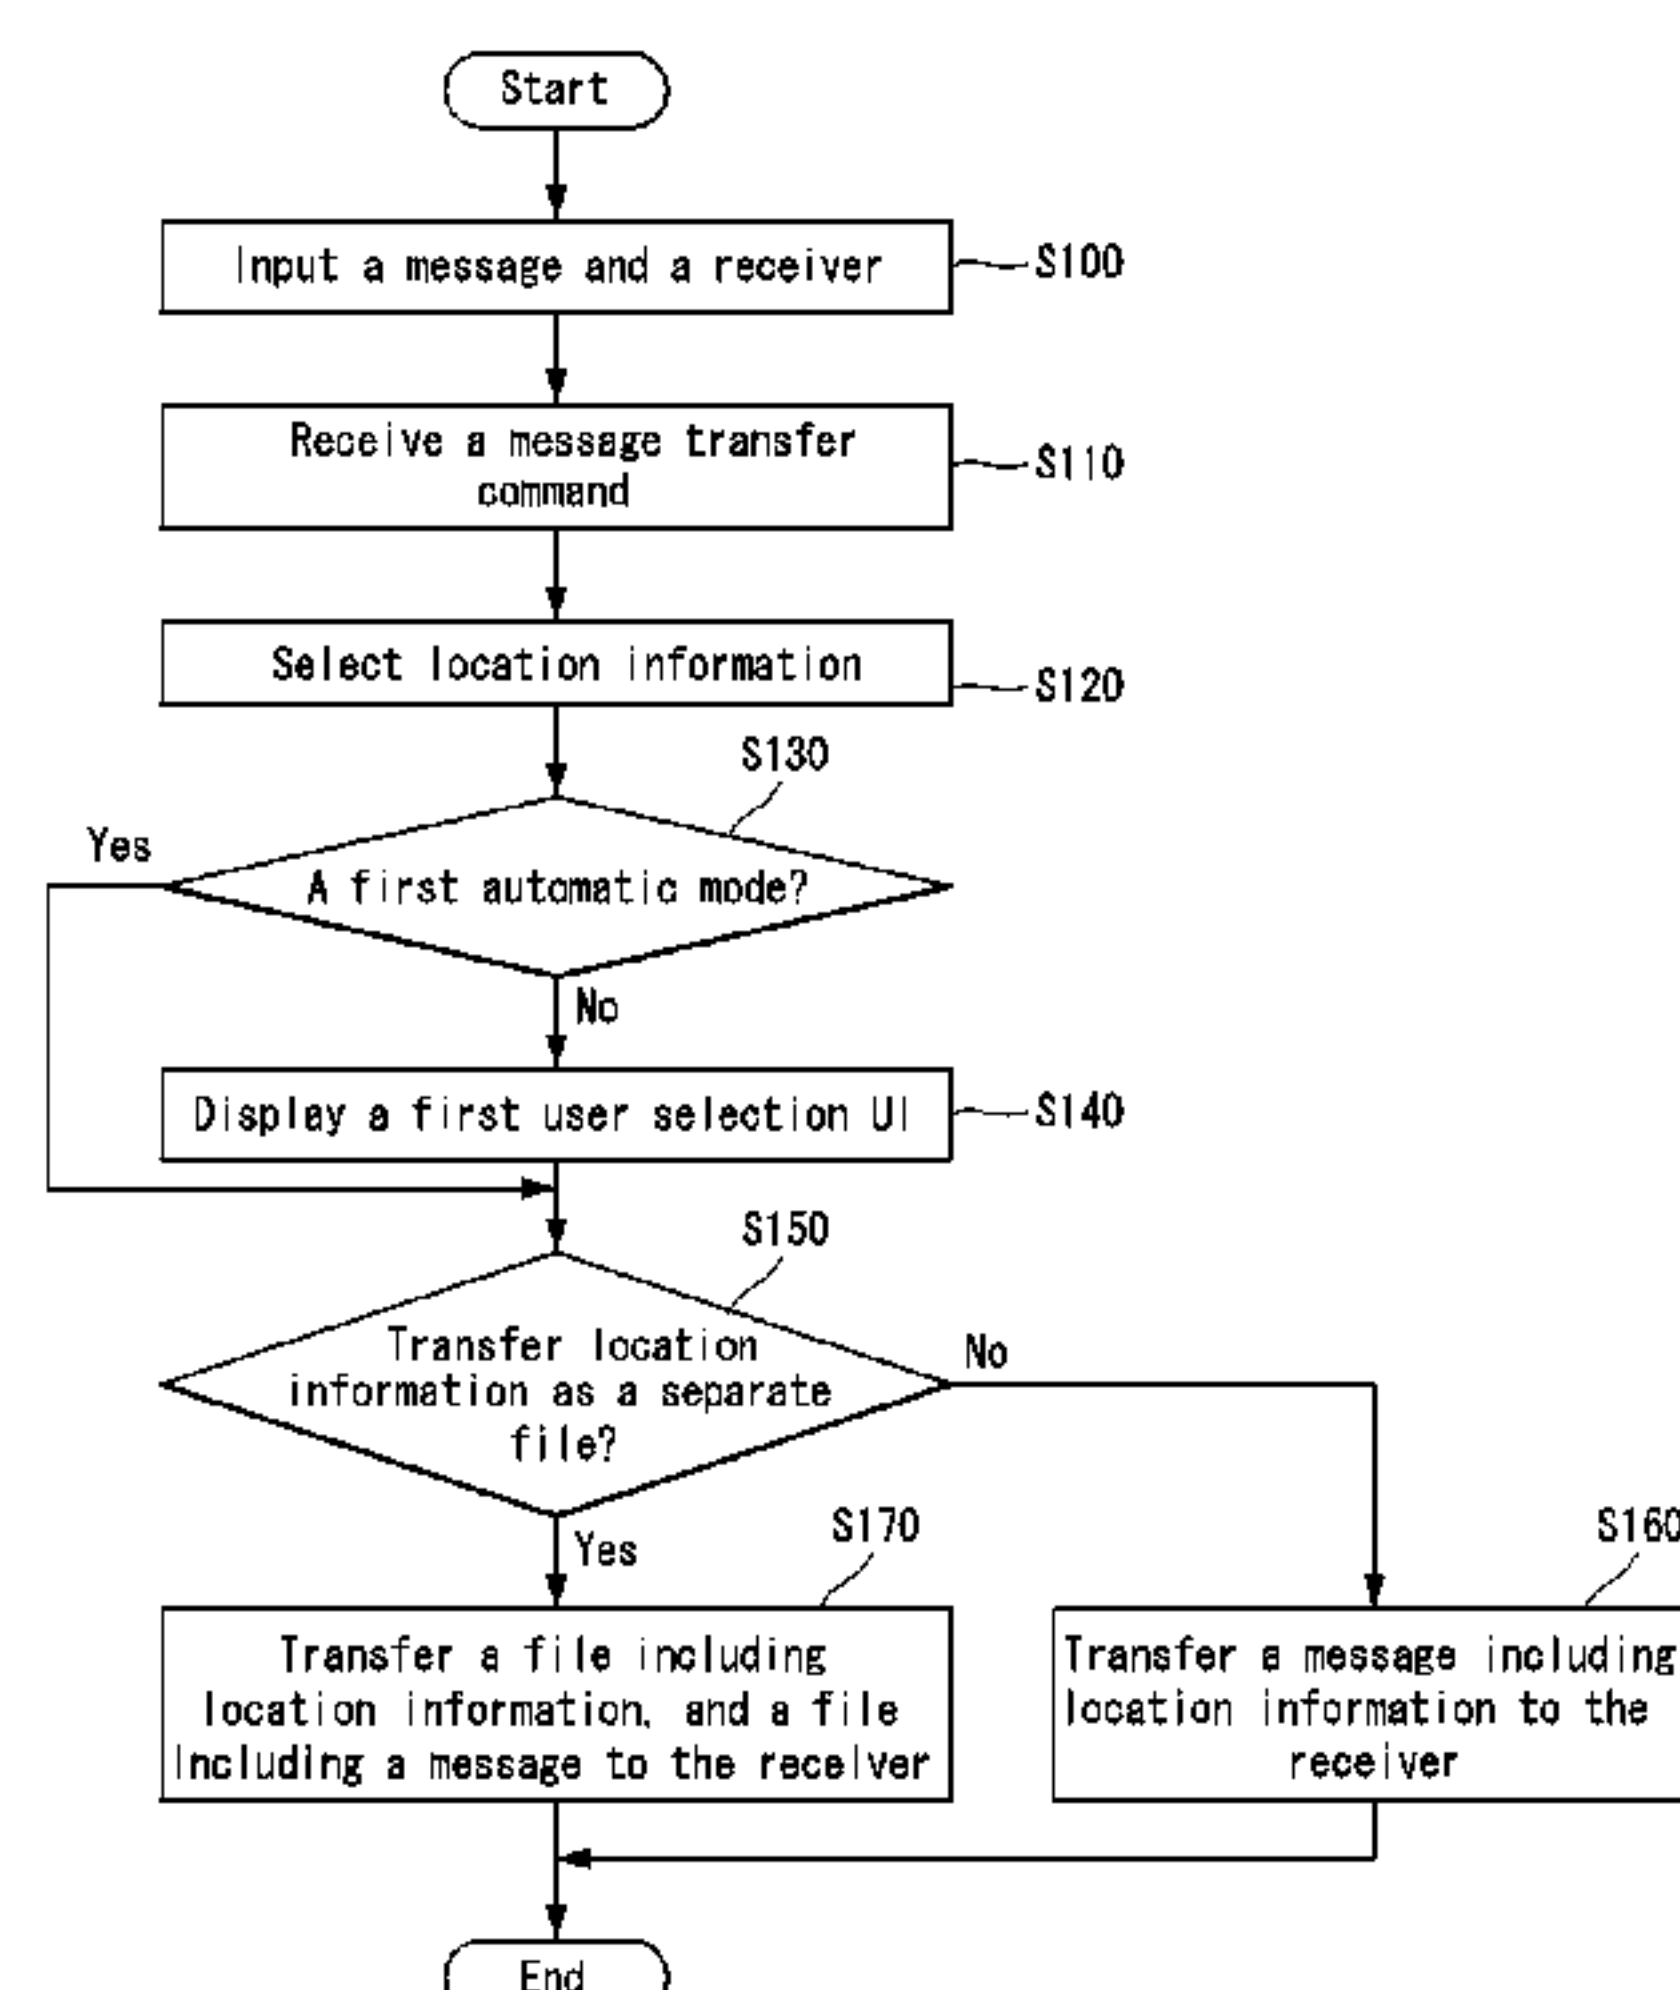 Start
Input a message and a receiver
S100
Receive a message transfer
command
S110
Select location information
S120
S130
Yes
A first automatic mode?
No
Display a first user selection UI
S140
S150
Transfer location
information as a separate
file?
No
Yes
S170
S160
Transfer a file including
location information, and a file
including a message to the receiver
Transfer a message including
location information to the
receiver
End